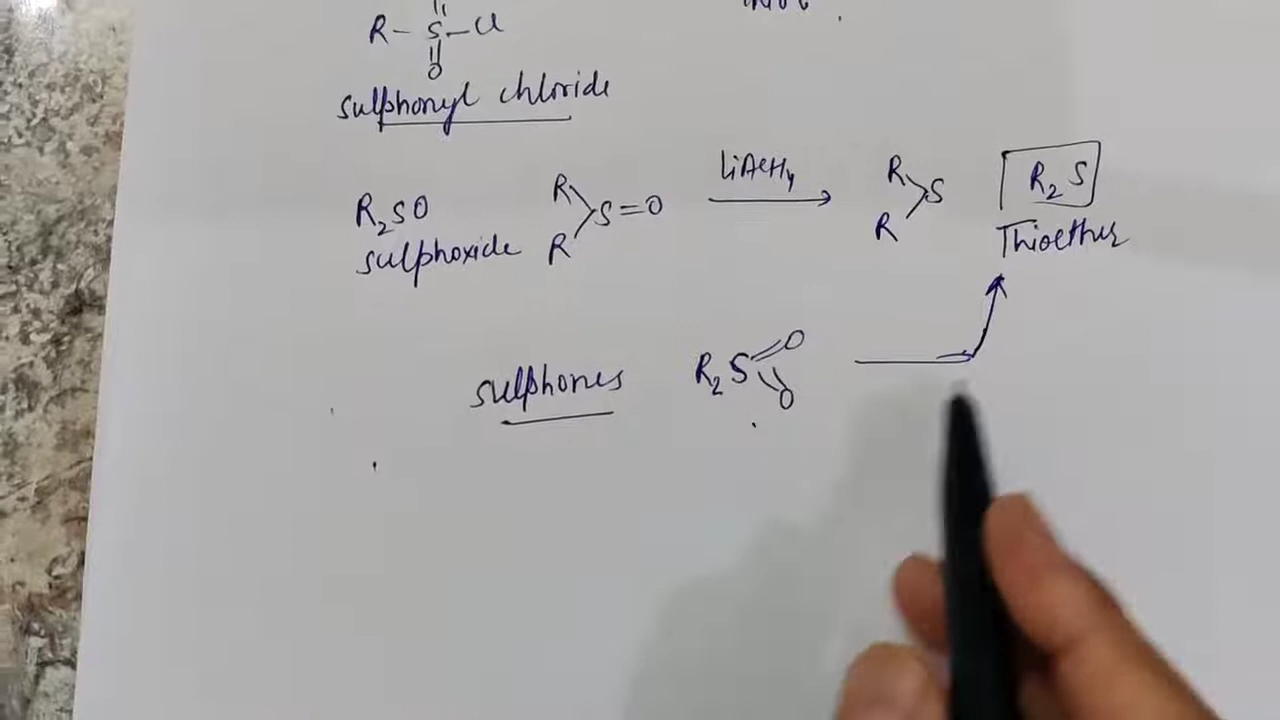 R-S-Cl
O
sulphonyl chloride
R2SO R R S=O LiAlH4 R R S R2S
sulphoxide Thioether
sulphones R2S O O